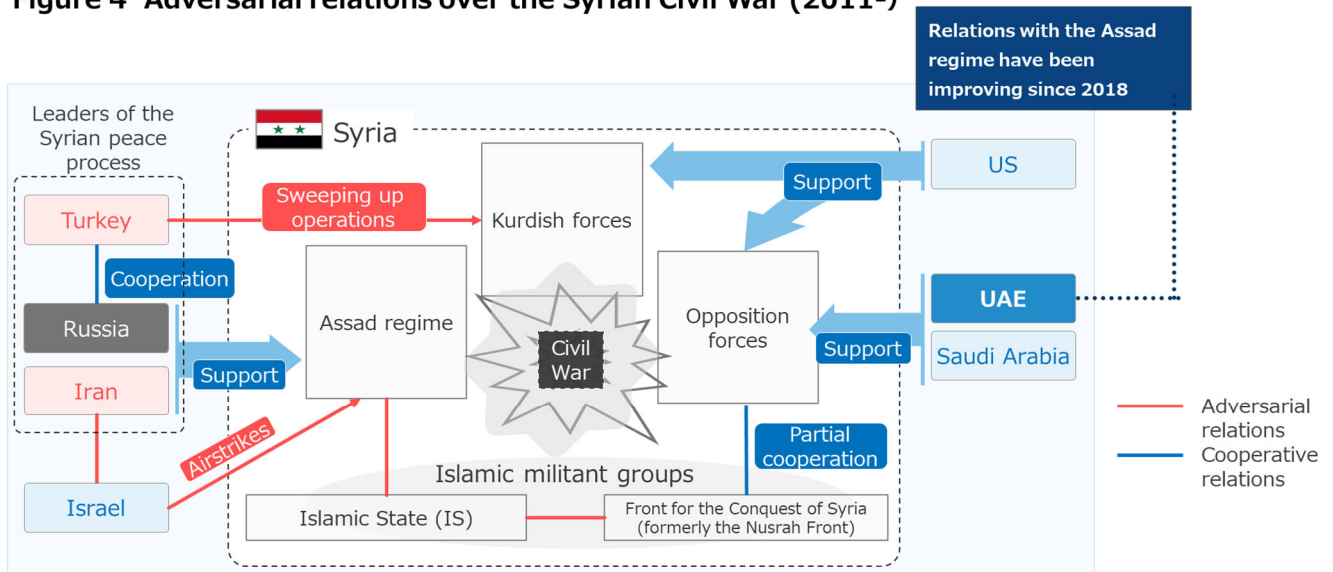 Figure 4 Adversarial relations over the Syrian Civil War (2011-)
Relations with the Assad
regime have been
improving since 2018
Leaders of the
Syrian peace
process
Syria
Turkey
Sweeping up
operations
Kurdish forces
Support
US
Cooperation
Russia
Iran
Support
Assad regime
Civil
War
Opposition
forces
Support
UAE
Saudi Arabia
Airstrikes
Partial
cooperation
Adversarial
relations
Cooperative
relations
Israel
Islamic militant groups
Islamic State (IS)
Front for the Conquest of Syria
(formerly the Nusrah Front)